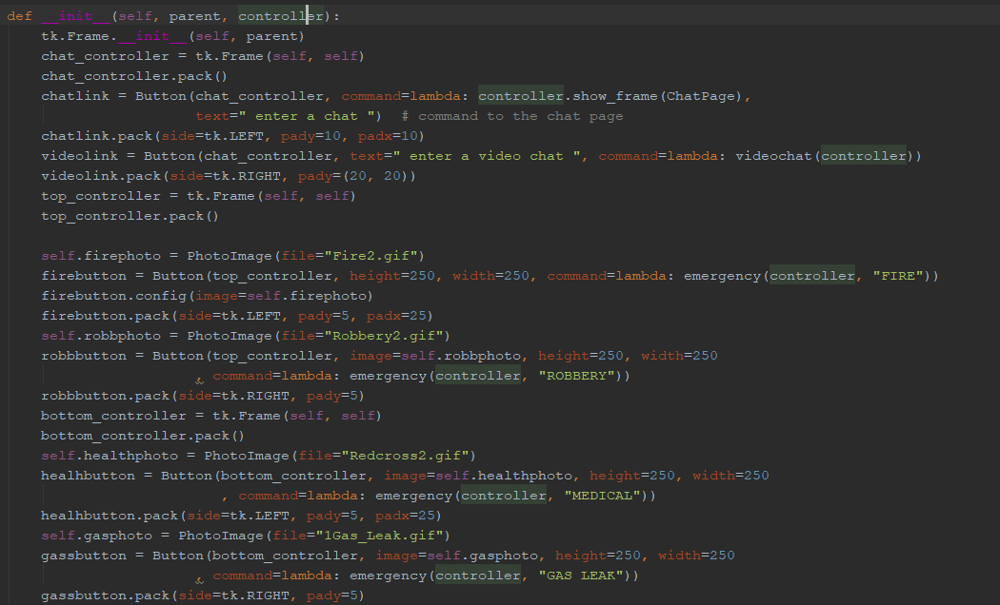 def __init__(self, parent, controller):
    tk.Frame.__init__(self, parent)
    chat_controller = tk.Frame(self, self)
    chat_controller.pack()
    chatlink = Button(chat_controller, command=lambda: controller.show_frame(ChatPage),
                      text=" enter a chat ")  # command to the chat page
    chatlink.pack(side=tk.LEFT, pady=10, padx=10)
    videolink = Button(chat_controller, text=" enter a video chat ", command=lambda: videochat(controller))
    videolink.pack(side=tk.RIGHT, pady=(20, 20))
    top_controller = tk.Frame(self, self)
    top_controller.pack()

    self.firephoto = PhotoImage(file="Fire2.gif")
    firebutton = Button(top_controller, height=250, width=250, command=lambda: emergency(controller, "FIRE"))
    firebutton.config(image=self.firephoto)
    firebutton.pack(side=tk.LEFT, pady=5, padx=25)
    self.robbphoto = PhotoImage(file="Robbery2.gif")
    robbbutton = Button(top_controller, image=self.robbphoto, height=250, width=250
                      , command=lambda: emergency(controller, "ROBBERY"))
    robbbutton.pack(side=tk.RIGHT, pady=5)
    bottom_controller = tk.Frame(self, self)
    bottom_controller.pack()
    self.healthphoto = PhotoImage(file="Redcross2.gif")
    healhbutton = Button(bottom_controller, image=self.healthphoto, height=250, width=250
                         , command=lambda: emergency(controller, "MEDICAL"))
    healhbutton.pack(side=tk.LEFT, pady=5, padx=25)
    self.gasphoto = PhotoImage(file="1Gas_Leak.gif")
    gassbutton = Button(bottom_controller, image=self.gasphoto, height=250, width=250
                      , command=lambda: emergency(controller, "GAS LEAK"))
    gassbutton.pack(side=tk.RIGHT, pady=5)